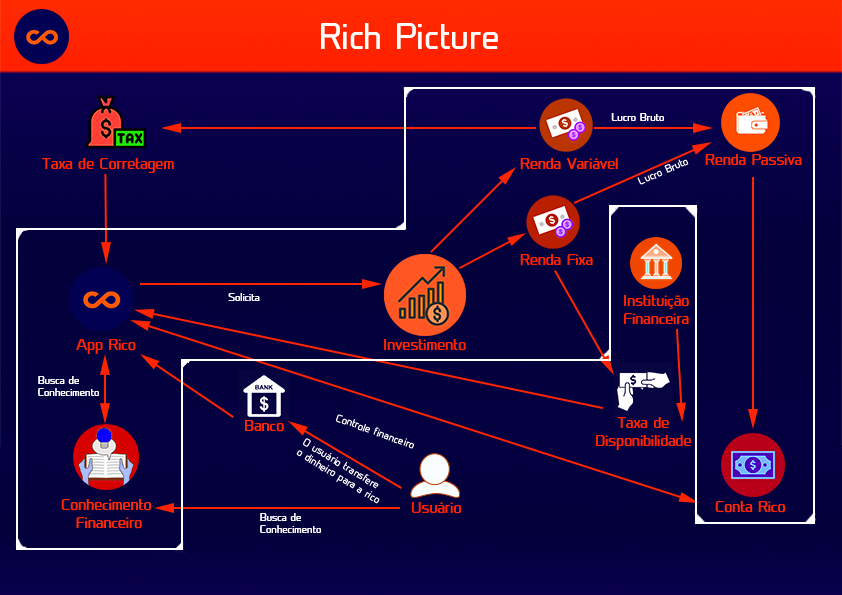 Rich Picture
TAX
Taxa de Corretagem
Renda Variável
Lucro Bruto
Renda Passiva
Lucro Bruto
Renda Fixa
Instituição
Financeira
Solicita
App Rico
Investimento
Busca de
Conhecimento
BANK
Banco
Controle financeiro
O usuário transfere
o dinheiro para a rico
Taxa de
Disponibilidade
Conhecimento
Financeiro
Usuário
Conta Rico
Busca de
Conhecimento